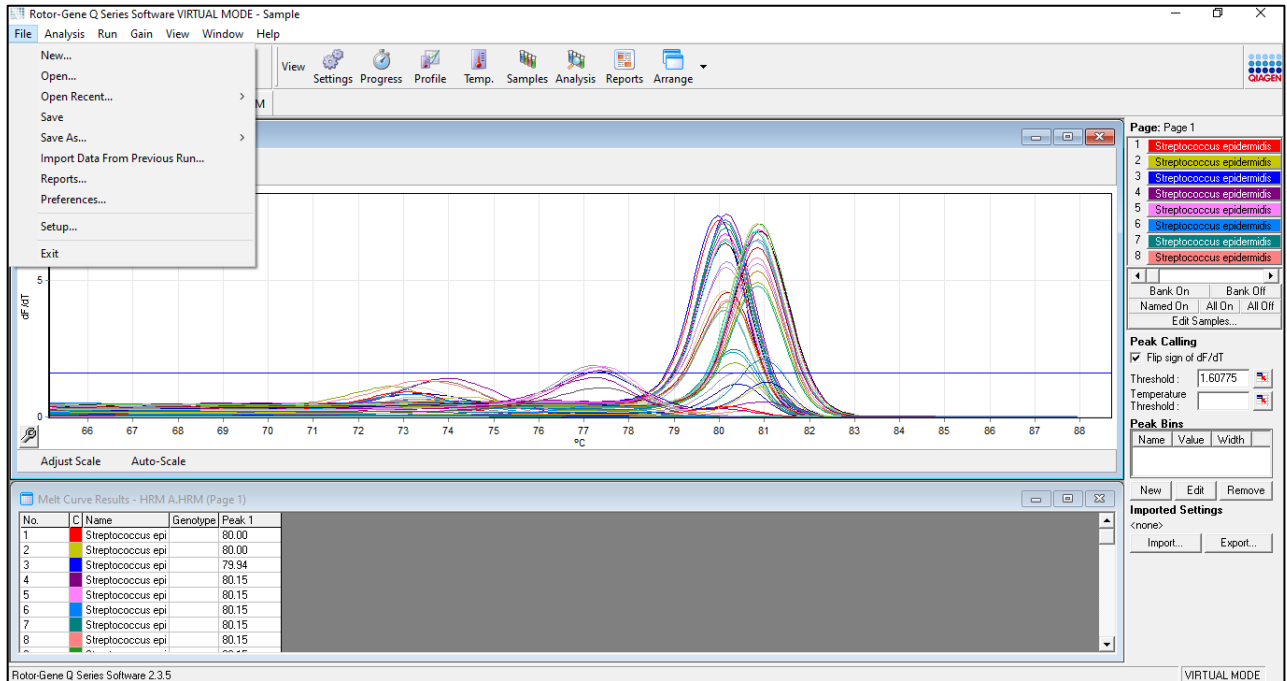 Rotor-Gene Q Series Software VIRTUAL MODE - Sample
File Analysis Run Gain View Window Help
New...
Open...
Open Recent...
Save
Save As...
Import Data From Previous Run...
Reports...
Preferences...
Setup...
Exit
View Settings Progress Profile Temp. Samples Analysis Reports Arrange
QIAGEN
M
5
dF/dT
0
66 67 68 69 70 71 72 73 74 75 76 77 78 79 80 81 82 83 84 85 86 87 88
°C
Adjust Scale Auto-Scale
Melt Curve Results - HRM A.HRM (Page 1)
No. C Name Genotype Peak 1
1 Streptococcus epi 80.00
2 Streptococcus epi 80.00
3 Streptococcus epi 79.94
4 Streptococcus epi 80.15
5 Streptococcus epi 80.15
6 Streptococcus epi 80.15
7 Streptococcus epi 80.15
8 Streptococcus epi 80.15
Page: Page 1
1 Streptococcus epidermidis
2 Streptococcus epidermidis
3 Streptococcus epidermidis
4 Streptococcus epidermidis
5 Streptococcus epidermidis
6 Streptococcus epidermidis
7 Streptococcus epidermidis
8 Streptococcus epidermidis
Bank On Bank Off
Named On All On All Off
Edit Samples...
Peak Calling
Flip sign of dF/dT
Threshold : 1.60775
Temperature
Threshold :
Peak Bins
Name Value Width
New Edit Remove
Imported Settings
<none>
Import... Export...
Rotor-Gene Q Series Software 2.3.5
VIRTUAL MODE